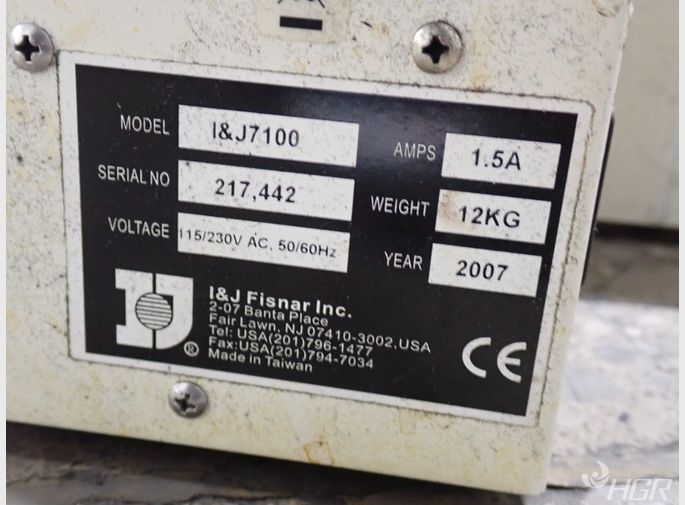 MODEL I&J7100
SERIAL NO 217,442
VOLTAGE 115/230V AC, 50/60Hz
AMPS 1.5A
WEIGHT 12KG
YEAR 2007
I&J Fisnar Inc.
2-07 Banta Place
Fair Lawn, NJ 07410-3002,USA
Tel: USA(201)796-1477
Fax:USA(201)794-7034
Made in Taiwan
IJ ®
CE
HGR